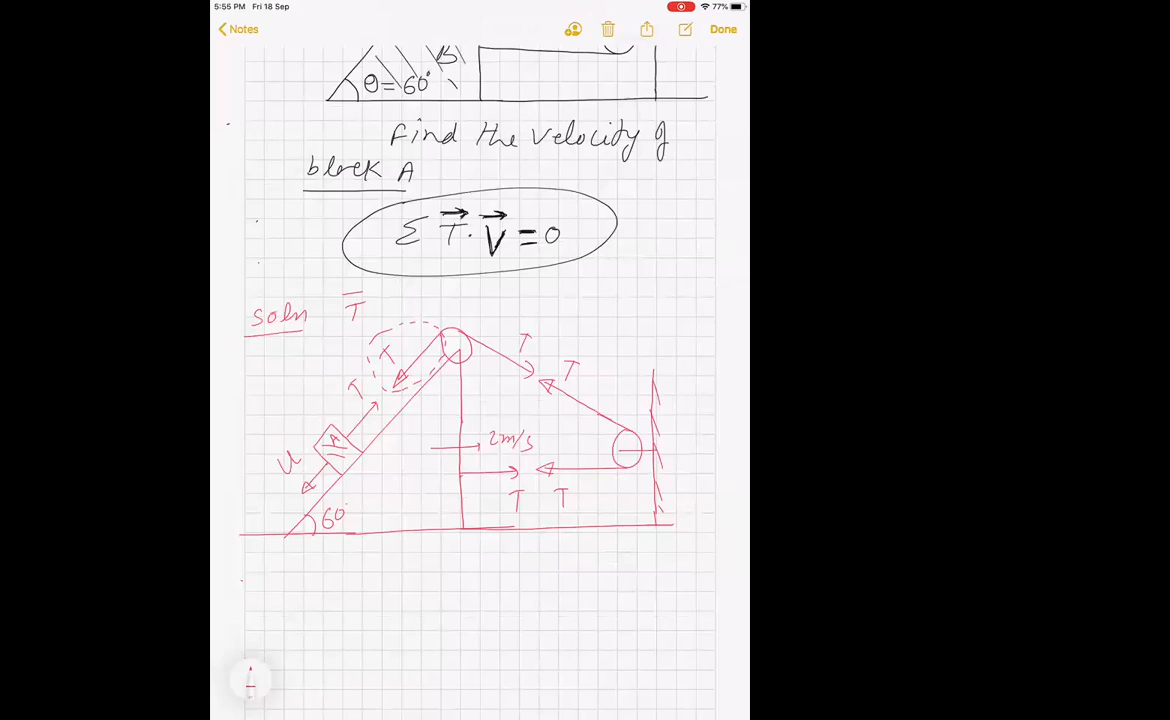 5:55 PM Fri 18 Sep
77%
Notes
Done
B
θ=60°
Find the velocity of
block A
Σ T⃗·V⃗=0
soln T̅
T
T
T
T
A
u
2m/s
T T
60°